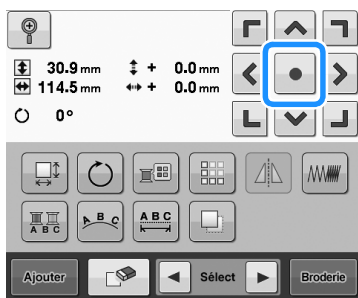 30.9 mm + 0.0 mm
114.5 mm + 0.0 mm
0°
A B C
A B C
A B C
Ajouter Sélect Broderie